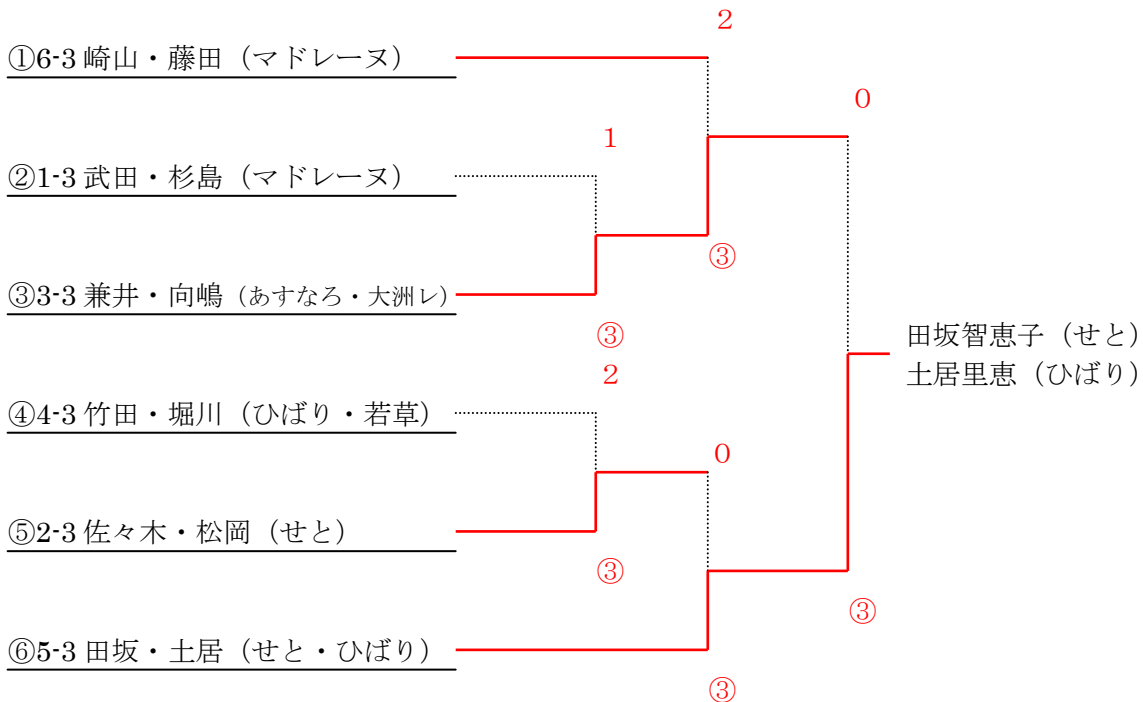 2
①6-3 崎山・藤田（マドレーヌ）
0
1
②1-3 武田・杉島（マドレーヌ）
③
③3-3 兼井・向嶋（あすなろ・大洲レ）
③
田坂智恵子（せと）
土居里恵（ひばり）
2
④4-3 竹田・堀川（ひばり・若草）
0
⑤2-3 佐々木・松岡（せと）
③
③
⑥5-3 田坂・土居（せと・ひばり）
③